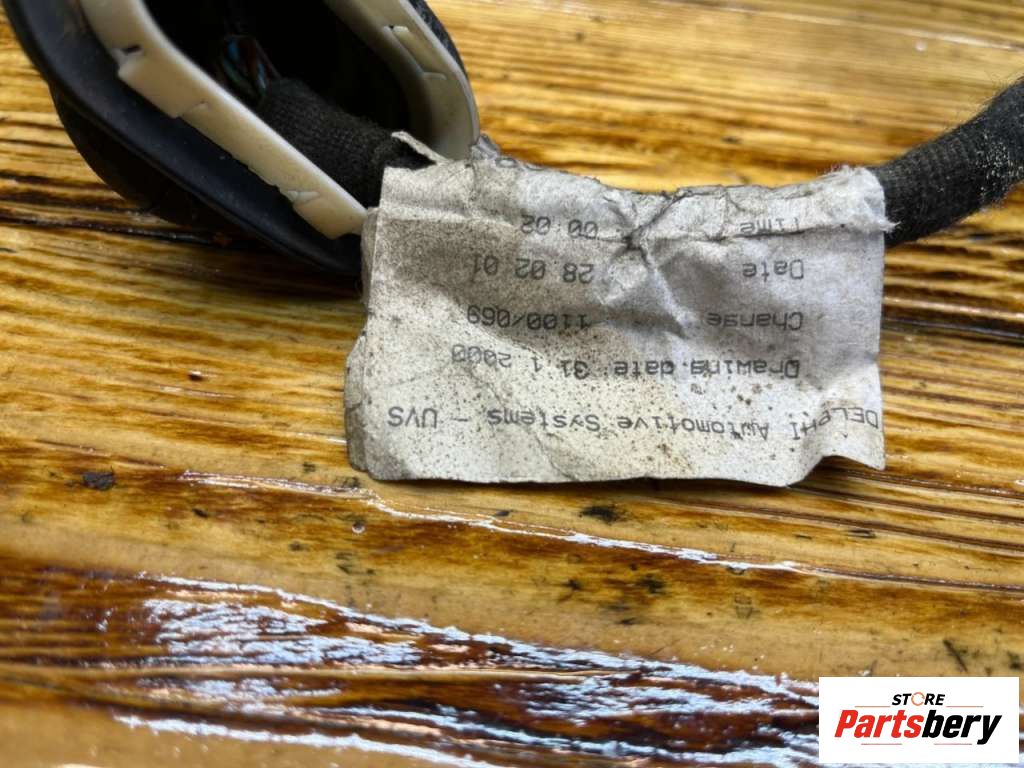 DELPHI Automotive Systems - UVS
Drawing.date: 31.1.2000
Change 1100/069
Date 28 02 01
Time 00:02
STORE
Partsbery